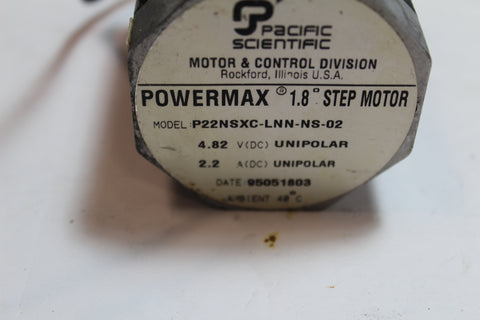 PACIFIC
SCIENTIFIC
MOTOR & CONTROL DIVISION
Rockford, Illinois U.S.A.
POWERMAX® 1.8° STEP MOTOR
MODEL: P22NSXC-LNN-NS-02
4.82 V(DC) UNIPOLAR
2.2 A(DC) UNIPOLAR
DATE 95051603
AMBIENT 40°C